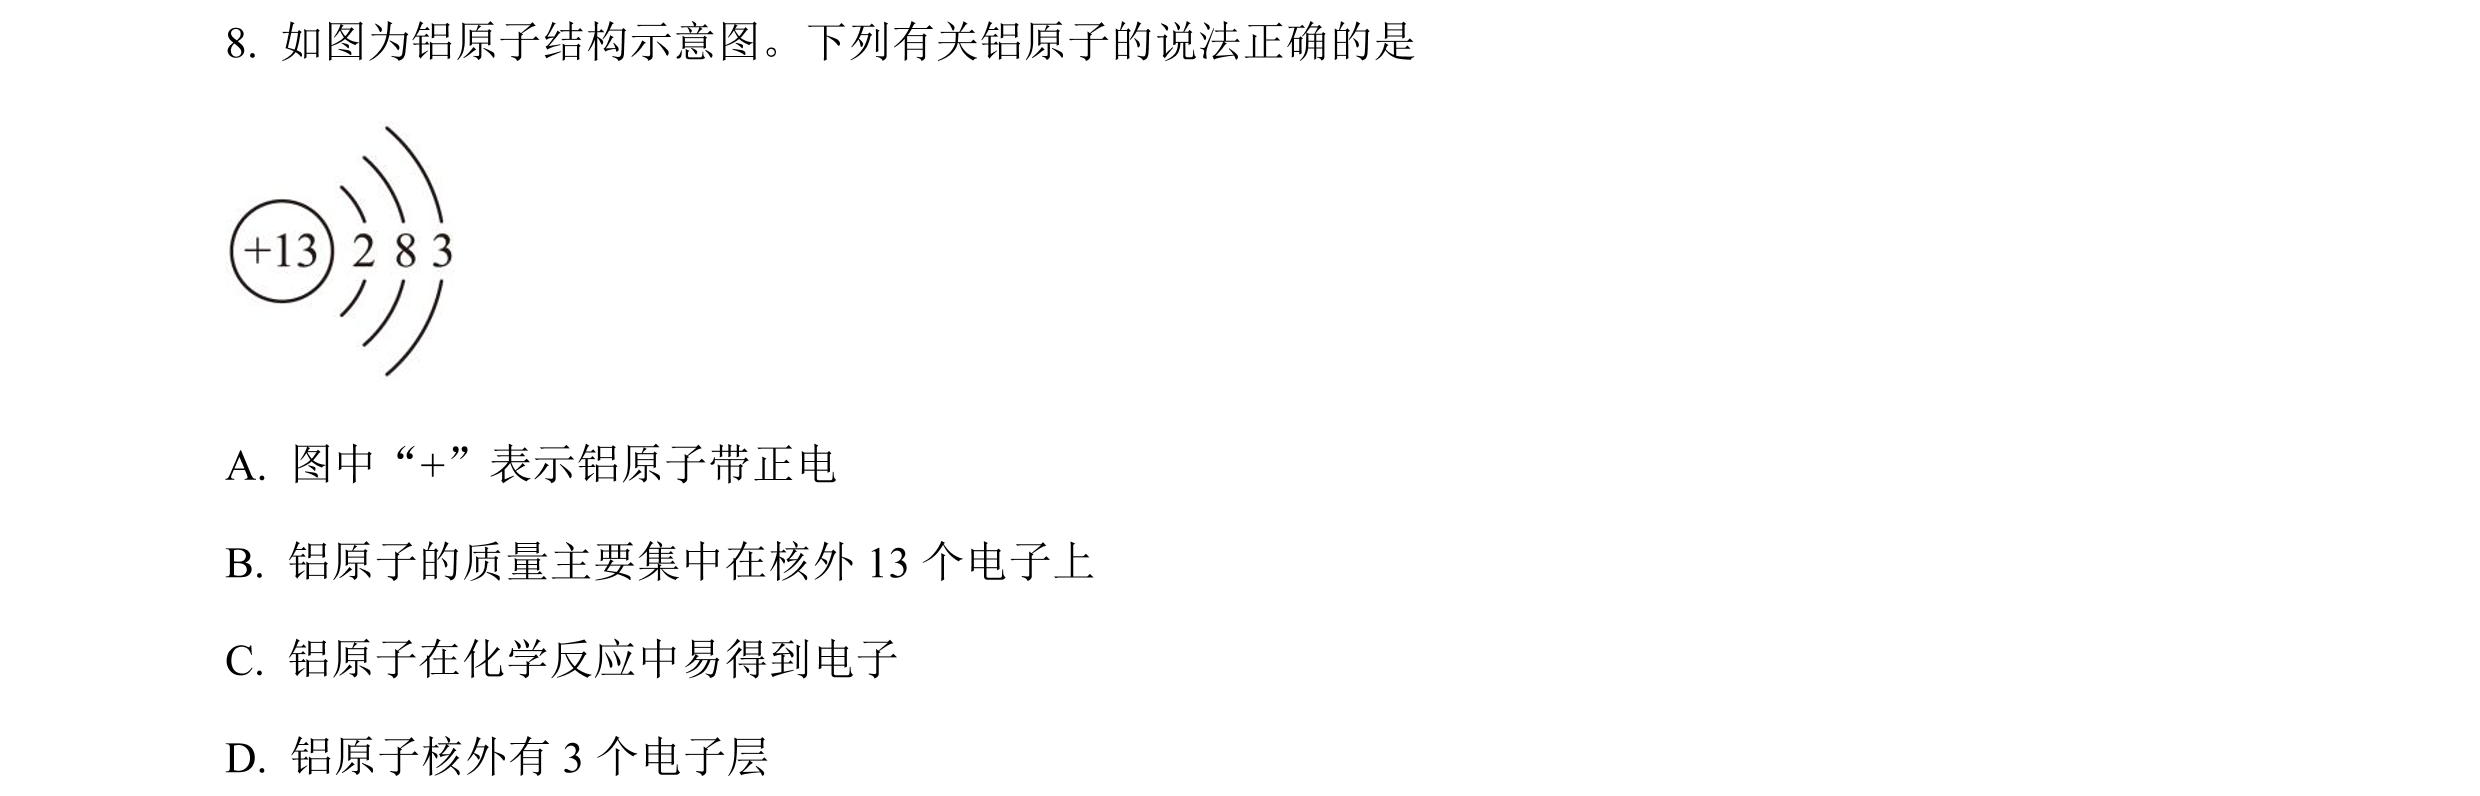 8. 如图为铝原子结构示意图。下列有关铝原子的说法正确的是
+13 2 8 3
A. 图中“+”表示铝原子带正电
B. 铝原子的质量主要集中在核外 13 个电子上
C. 铝原子在化学反应中易得到电子
D. 铝原子核外有 3 个电子层